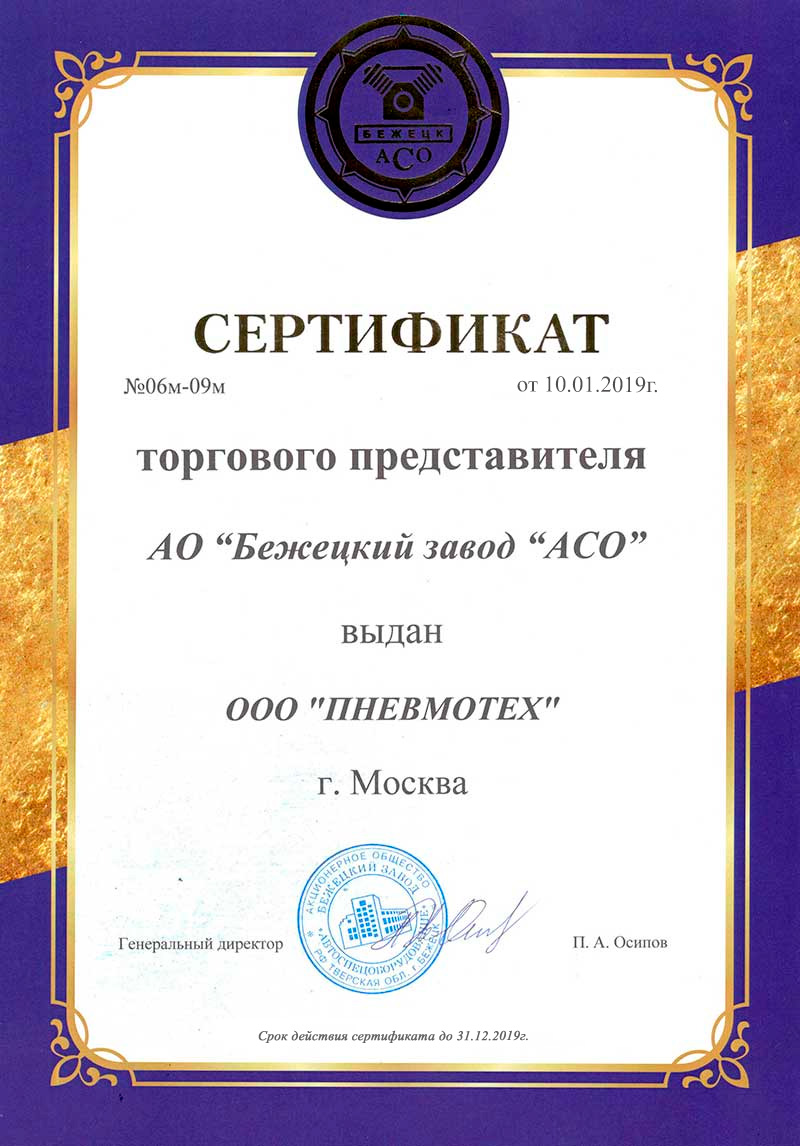 БЕЖЕЦК
АСО
СЕРТИФИКАТ
№06м-09м
от 10.01.2019г.
торгового представителя
АО “Бежецкий завод “АСО”
выдан
ООО "ПНЕВМОТЕХ"
г. Москва
АКЦИОНЕРНОЕ ОБЩЕСТВО
БЕЖЕЦКИЙ ЗАВОД
"АВТОСПЕЦОБОРУДОВАНИЕ"
РФ ТВЕРСКАЯ ОБЛ. г.БЕЖЕЦК
Генеральный директор
П. А. Осипов
Срок действия сертификата до 31.12.2019г.